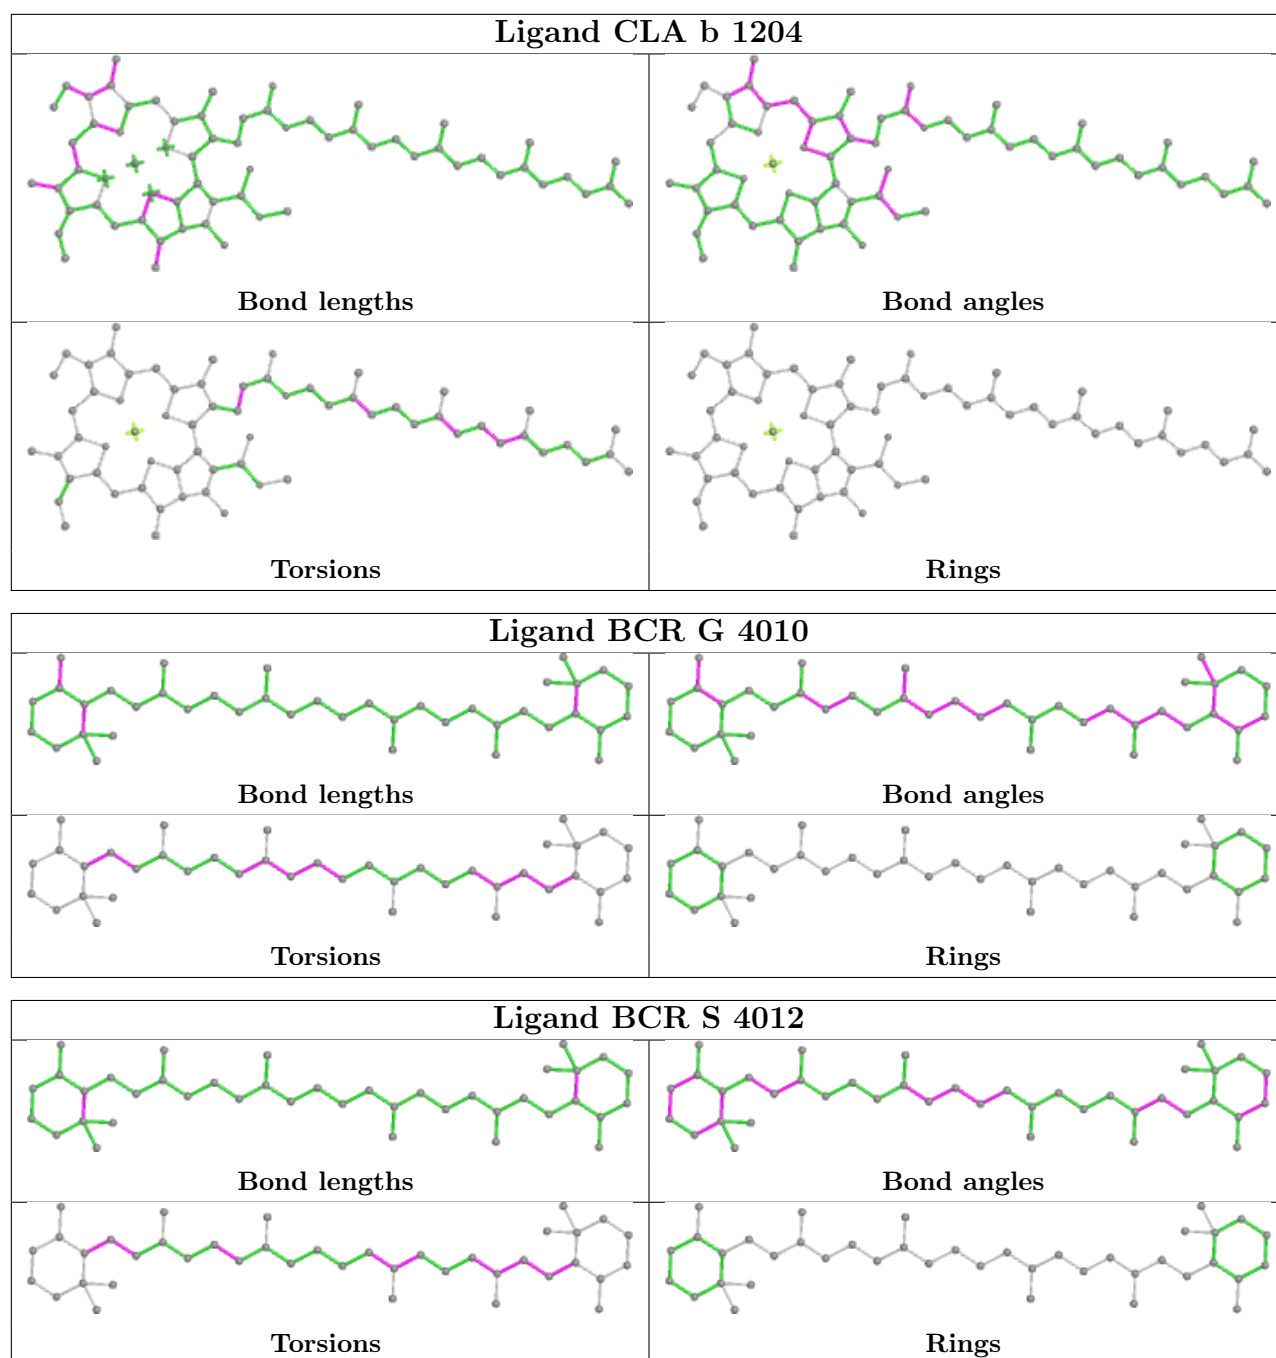 Ligand CLA b 1204
Bond lengths
Bond angles
Torsions
Rings
Ligand BCR G 4010
Bond lengths
Bond angles
Torsions
Rings
Ligand BCR S 4012
Bond lengths
Bond angles
Torsions
Rings